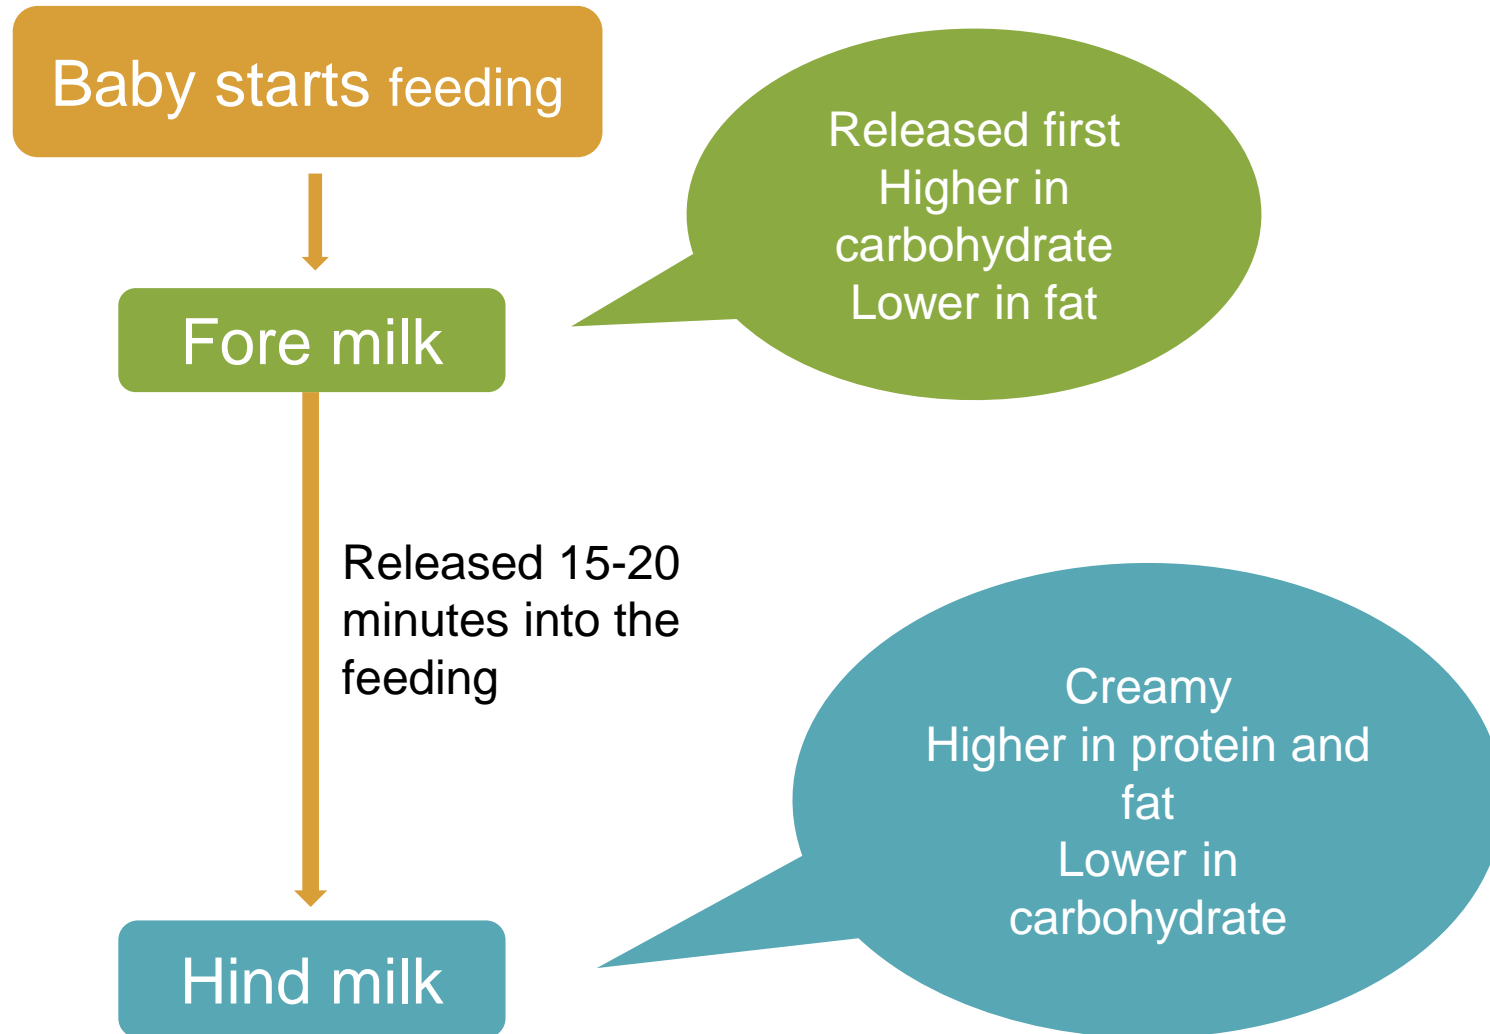 Baby starts feeding
Released first
Higher in
carbohydrate
Lower in fat
Fore milk
Released 15-20
minutes into the
feeding
Creamy
Higher in protein and
fat
Lower in
carbohydrate
Hind milk